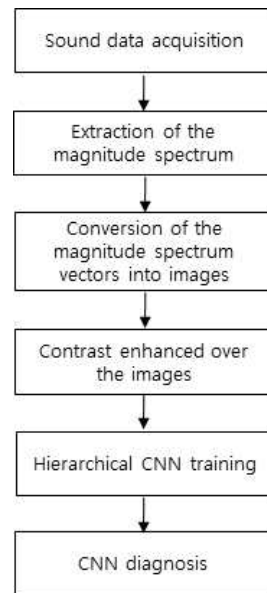 Sound data acquisition
Extraction of the
magnitude spectrum
Conversion of the
magnitude spectrum
vectors into images
Contrast enhanced over
the images
Hierarchical CNN training
CNN diagnosis